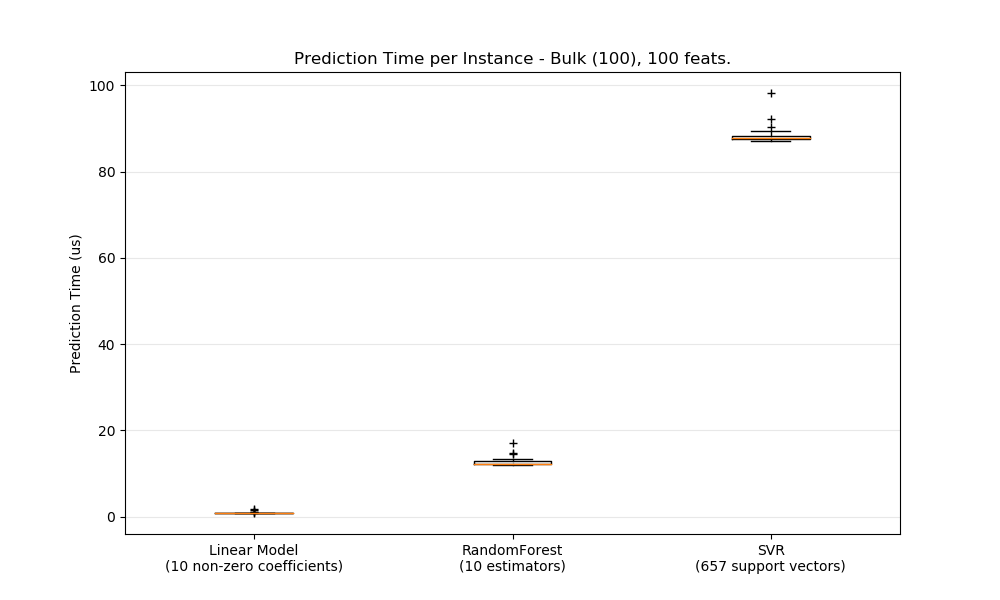 Prediction Time per Instance - Bulk (100), 100 feats.
100
80
60
40
20
0
Prediction Time (us)
Linear Model
(10 non-zero coefficients)
RandomForest
(10 estimators)
SVR
(657 support vectors)